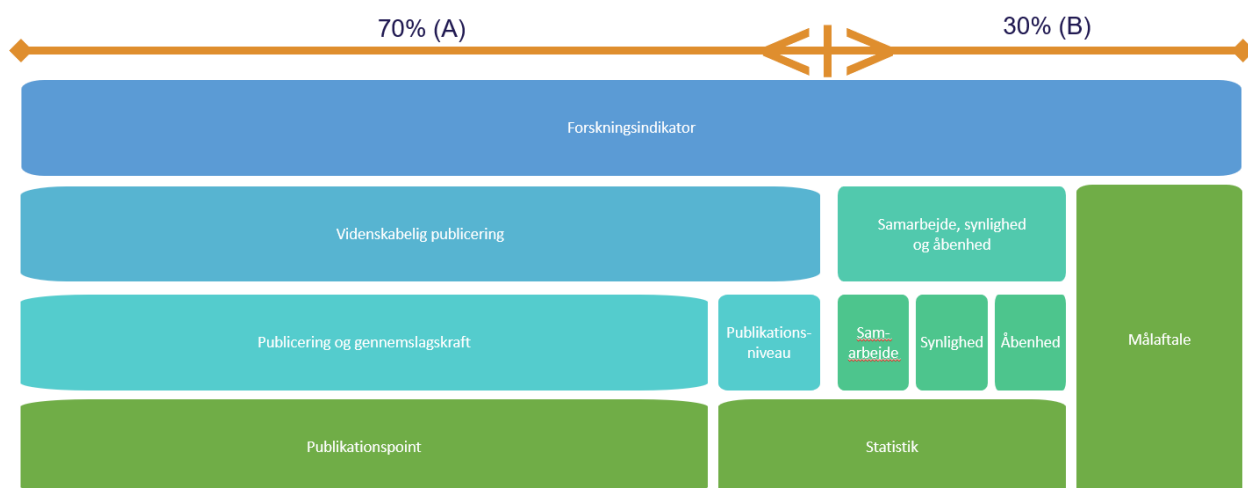 70% (A)
30% (B)
Forskningsindikator
Videnskabelig publicering
Samarbejde, synlighed
og åbenhed
Publicering og gennemslagskraft
Publikations-
niveau
Sam-
arbejde
Synlighed
Åbenhed
Målaftale
Publikationspoint
Statistik